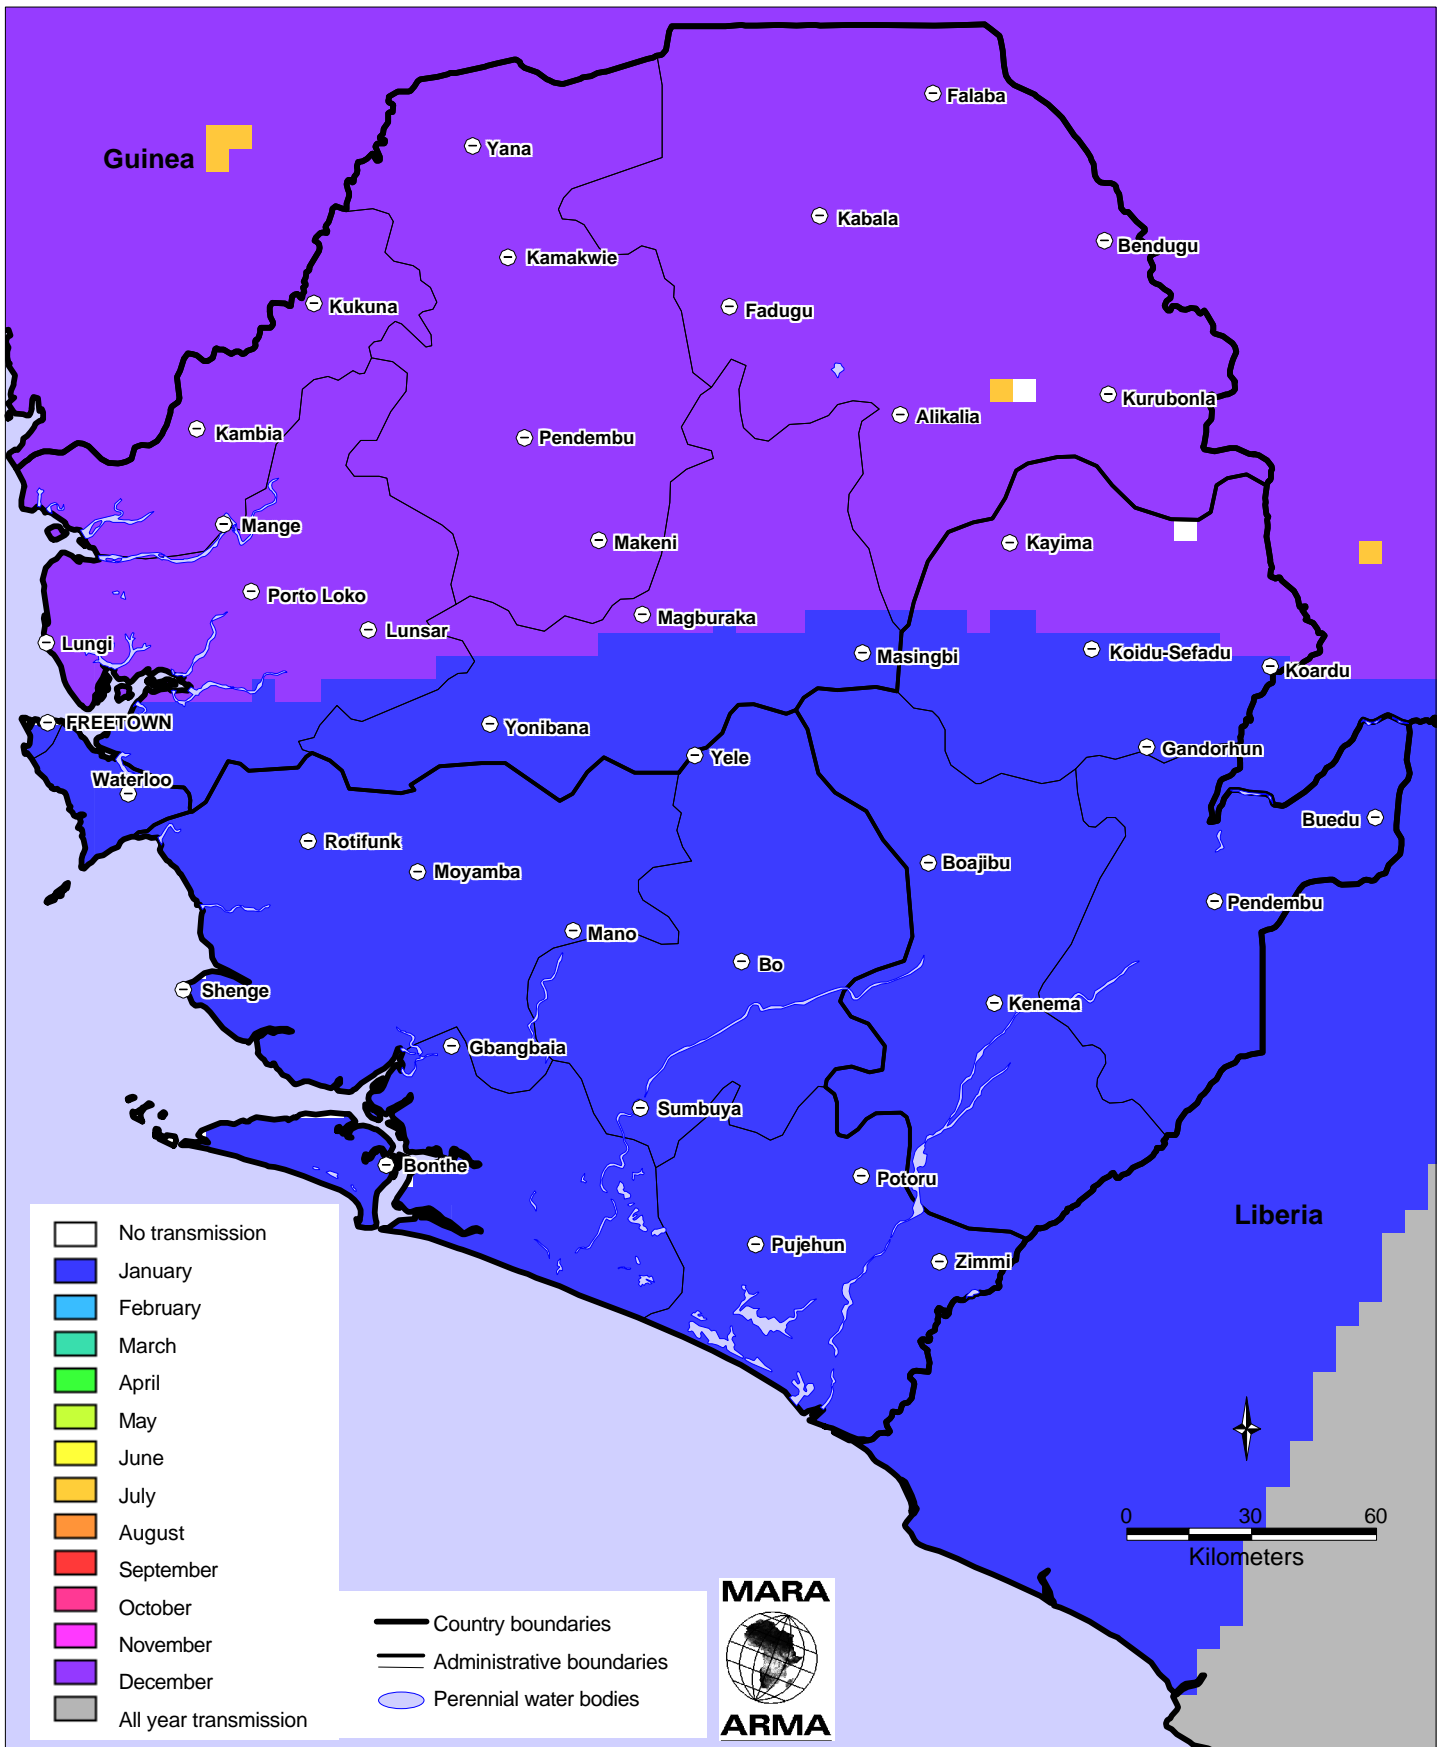 Falaba
Guinea
Yana
Kabala
Bendugu
Kamakwie
Kukuna
Fadugu
Kurubonla
Alikalia
Kambia
Pendembu
Mange
Makeni
Kayima
Porto Loko
Magburaka
Lunsar
Lungi
Masingbi
Koidu-Sefadu
Koardu
FREETOWN
Yonibana
Yele
Gandorhun
Waterloo
Buedu
Rotifunk
Moyamba
Boajibu
Pendembu
Mano
Bo
Shenge
Kenema
Gbangbaia
Sumbuya
Bonthe
Potoru
Liberia
Pujehun
Zimmi
No transmission
January
February
March
April
May
June
July
August
September
October
November
December
All year transmission
Country boundaries
Administrative boundaries
Perennial water bodies
MARA
ARMA
0 30 60
Kilometers